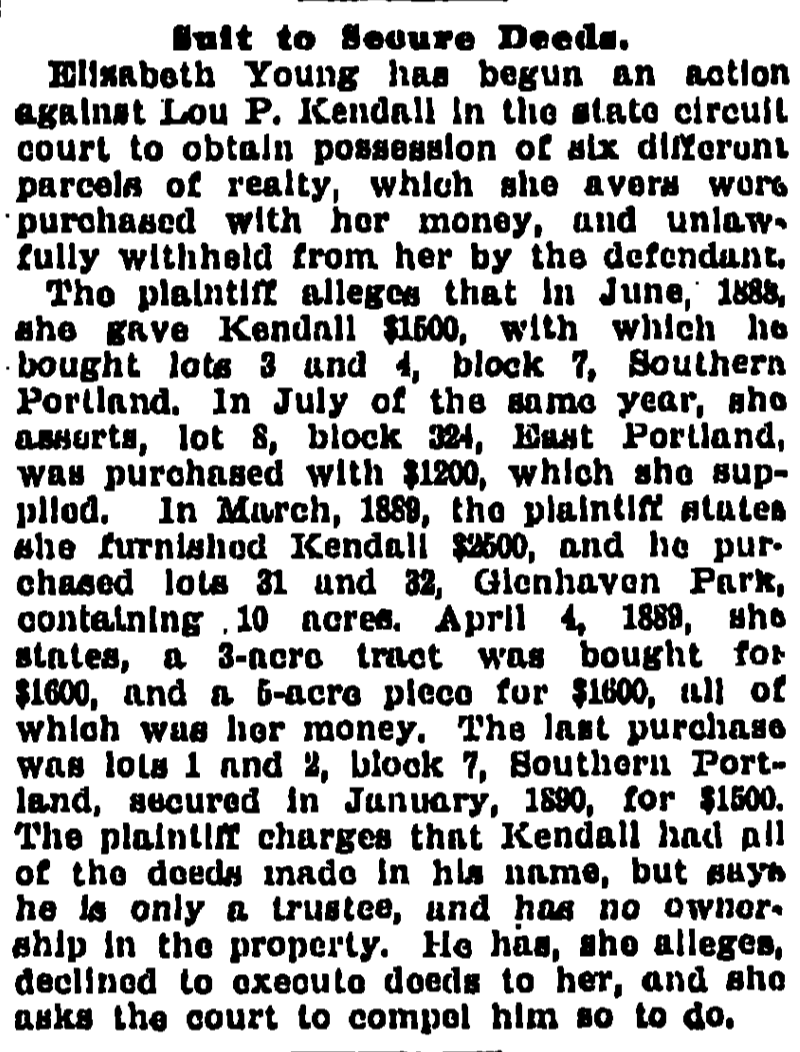 Suit to Secure Deeds.
Elizabeth Young has begun an action
against Lou P. Kendall in the state circuit
court to obtain possession of six different
parcels of realty, which she avers were
purchased with her money, and unlaw-
fully withheld from her by the defendant.
The plaintiff alleges that in June, 1888,
she gave Kendall $1500, with which he
bought lots 3 and 4, block 7, Southern
Portland. In July of the same year, she
asserts, lot 8, block 324, East Portland,
was purchased with $1200, which she sup-
plied. In March, 1889, the plaintiff states
she furnished Kendall $2500, and he pur-
chased lots 31 and 32, Glenhaven Park,
containing 10 acres. April 4, 1889, she
states, a 3-acre tract was bought for
$1600, and a 5-acre piece for $1600, all of
which was her money. The last purchase
was lots 1 and 2, block 7, Southern Port-
land, secured in January, 1890, for $1500.
The plaintiff charges that Kendall had all
of the deeds made in his name, but says
he is only a trustee, and has no owner-
ship in the property. He has, she alleges,
declined to execute deeds to her, and she
asks the court to compel him so to do.